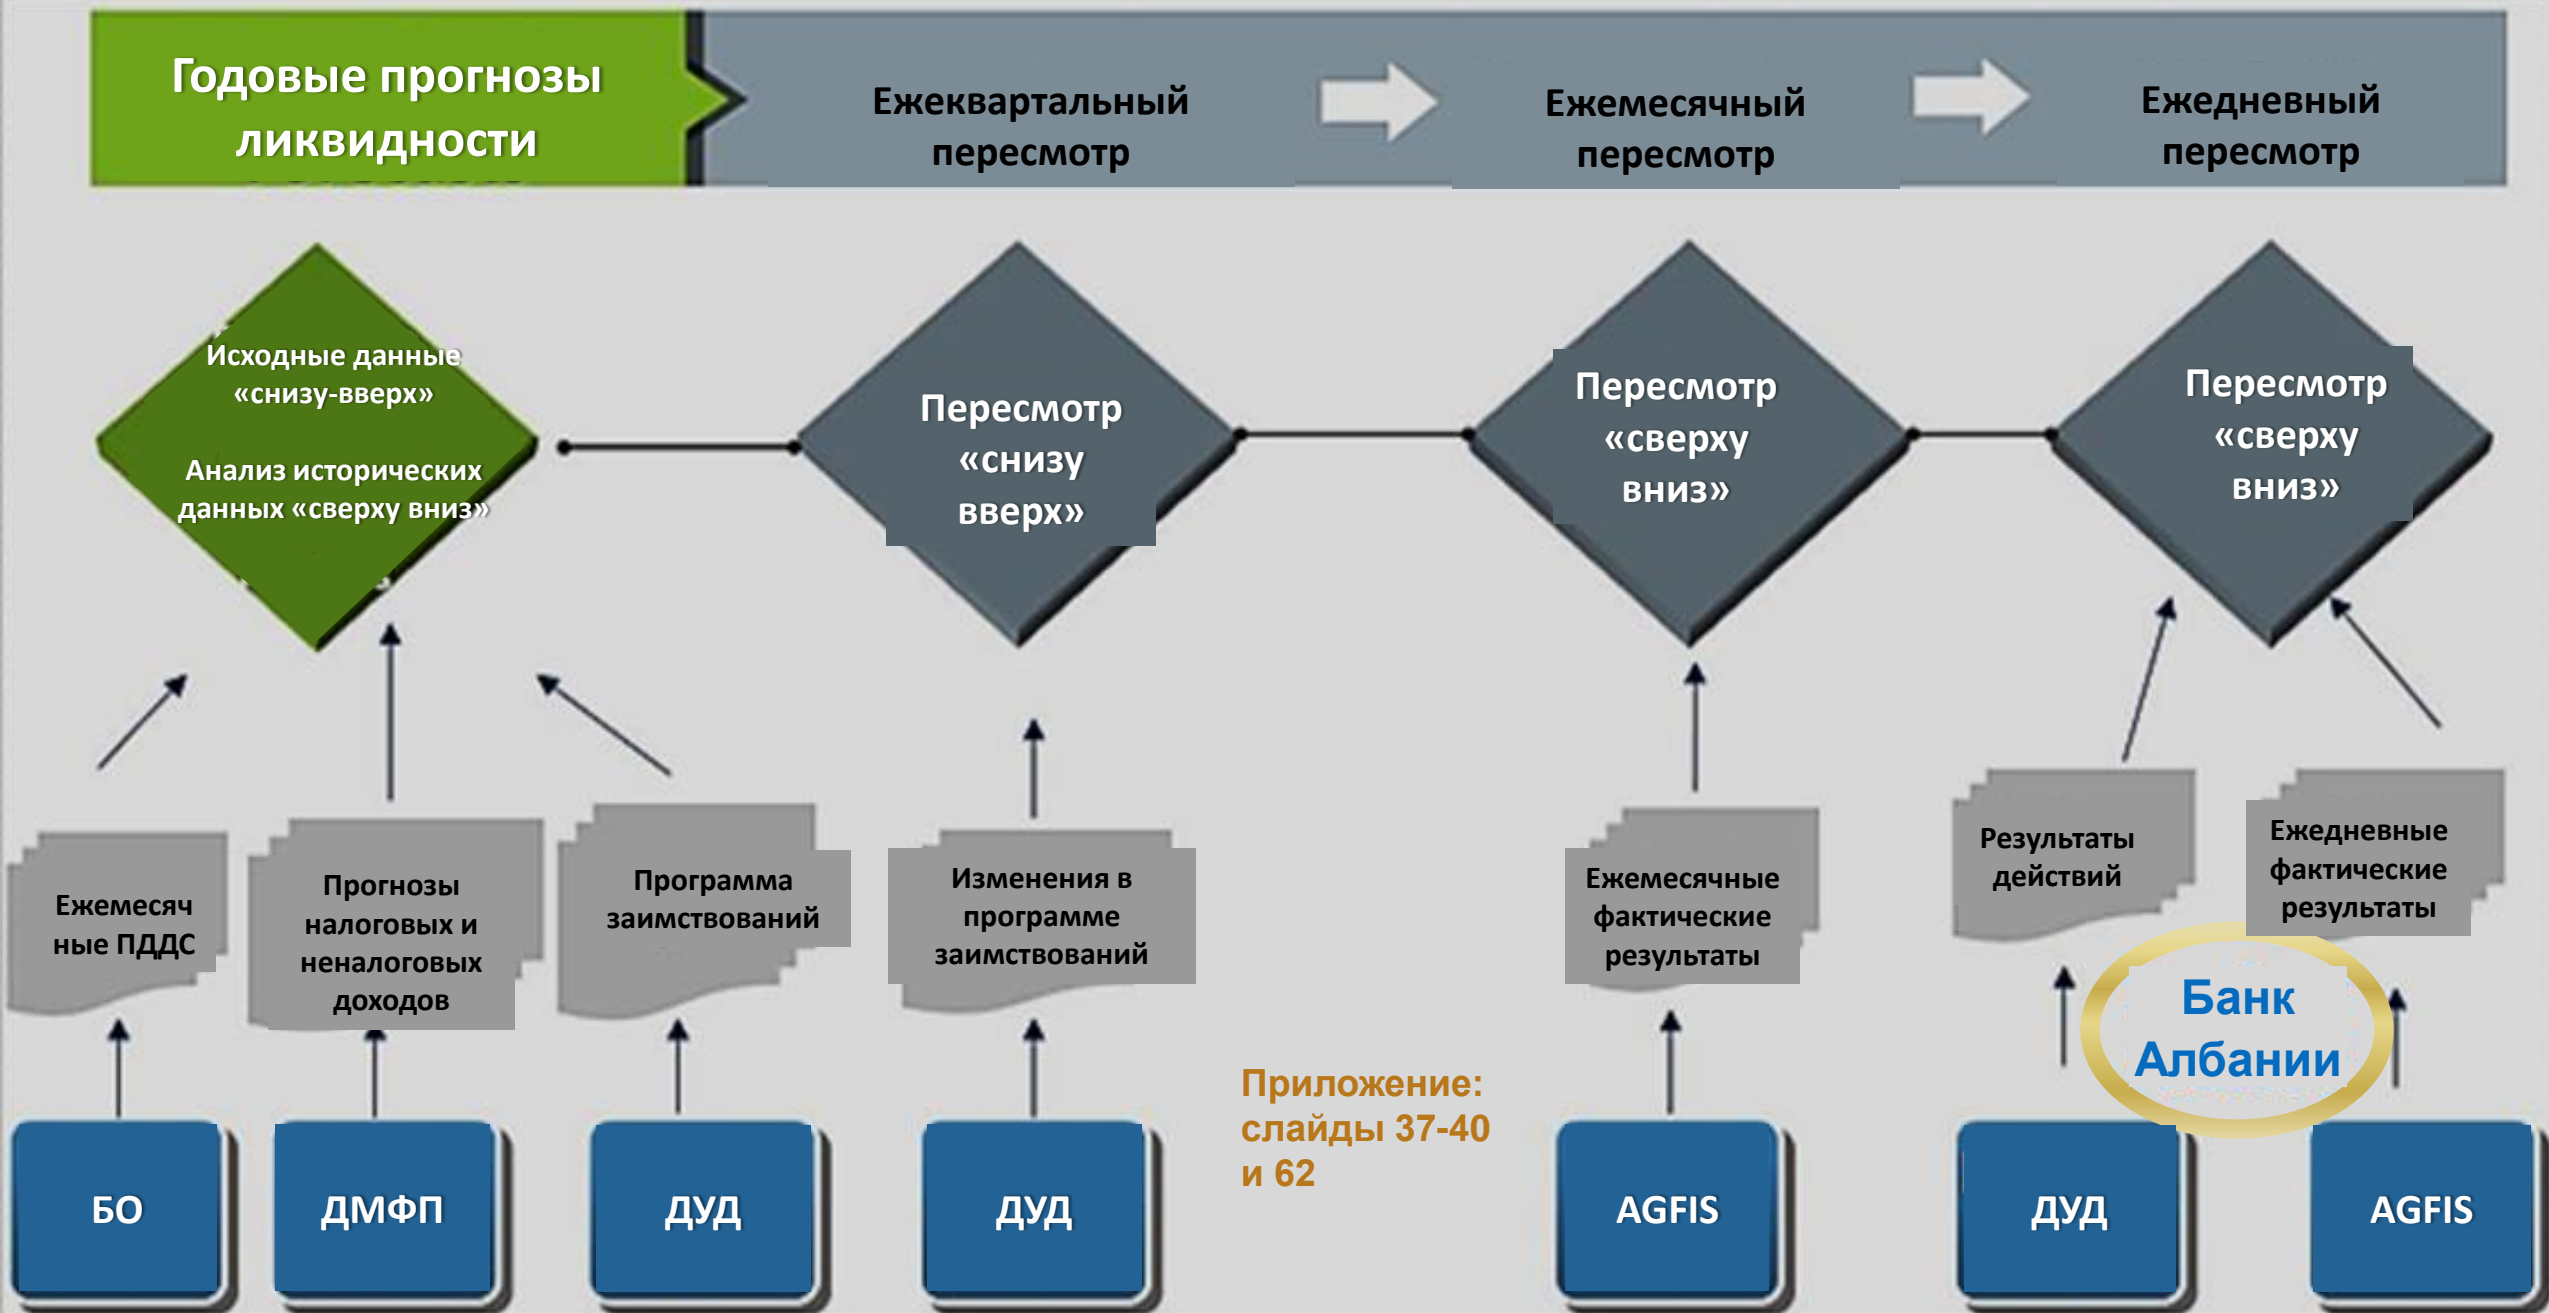 Годовые прогнозы
ликвидности
Ежеквартальный
пересмотр
Ежемесячный
пересмотр
Ежедневный
пересмотр
Исходные данные
«снизу-вверх»
Анализ исторических
данных «сверху вниз»
Пересмотр
«снизу
вверх»
Пересмотр
«сверху
вниз»
Пересмотр
«сверху
вниз»
Ежемесяч
ные ПДДС
Прогнозы
налоговых и
неналоговых
доходов
Программа
заимствований
Изменения в
программе
заимствований
Ежемесячные
фактические
результаты
Результаты
действий
Ежедневные
фактические
результаты
Банк
Албании
Приложение:
слайды 37-40
и 62
БО
ДМФП
ДУД
ДУД
AGFIS
ДУД
AGFIS